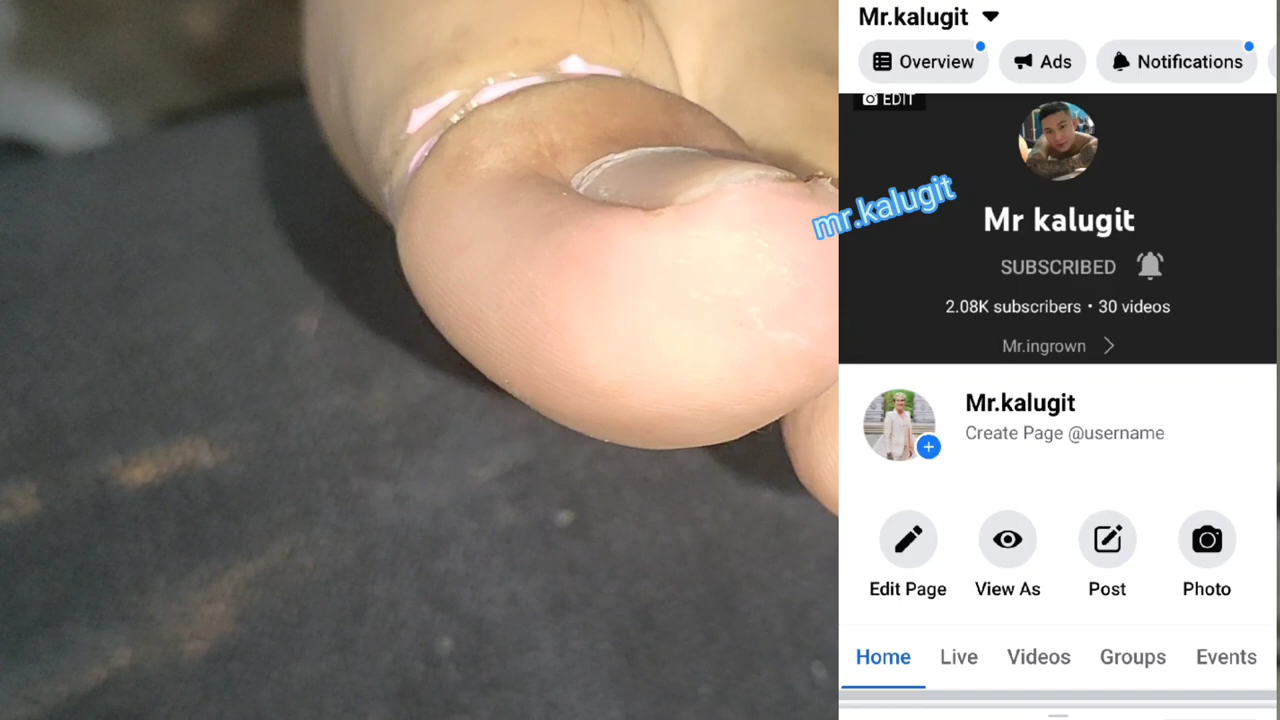 Mr.kalugit
Overview
Ads
Notifications
EDIT
mr.kalugit
Mr kalugit
SUBSCRIBED
2.08K subscribers • 30 videos
Mr.ingrown
Mr.kalugit
Create Page @username
Edit Page
View As
Post
Photo
Home
Live
Videos
Groups
Events